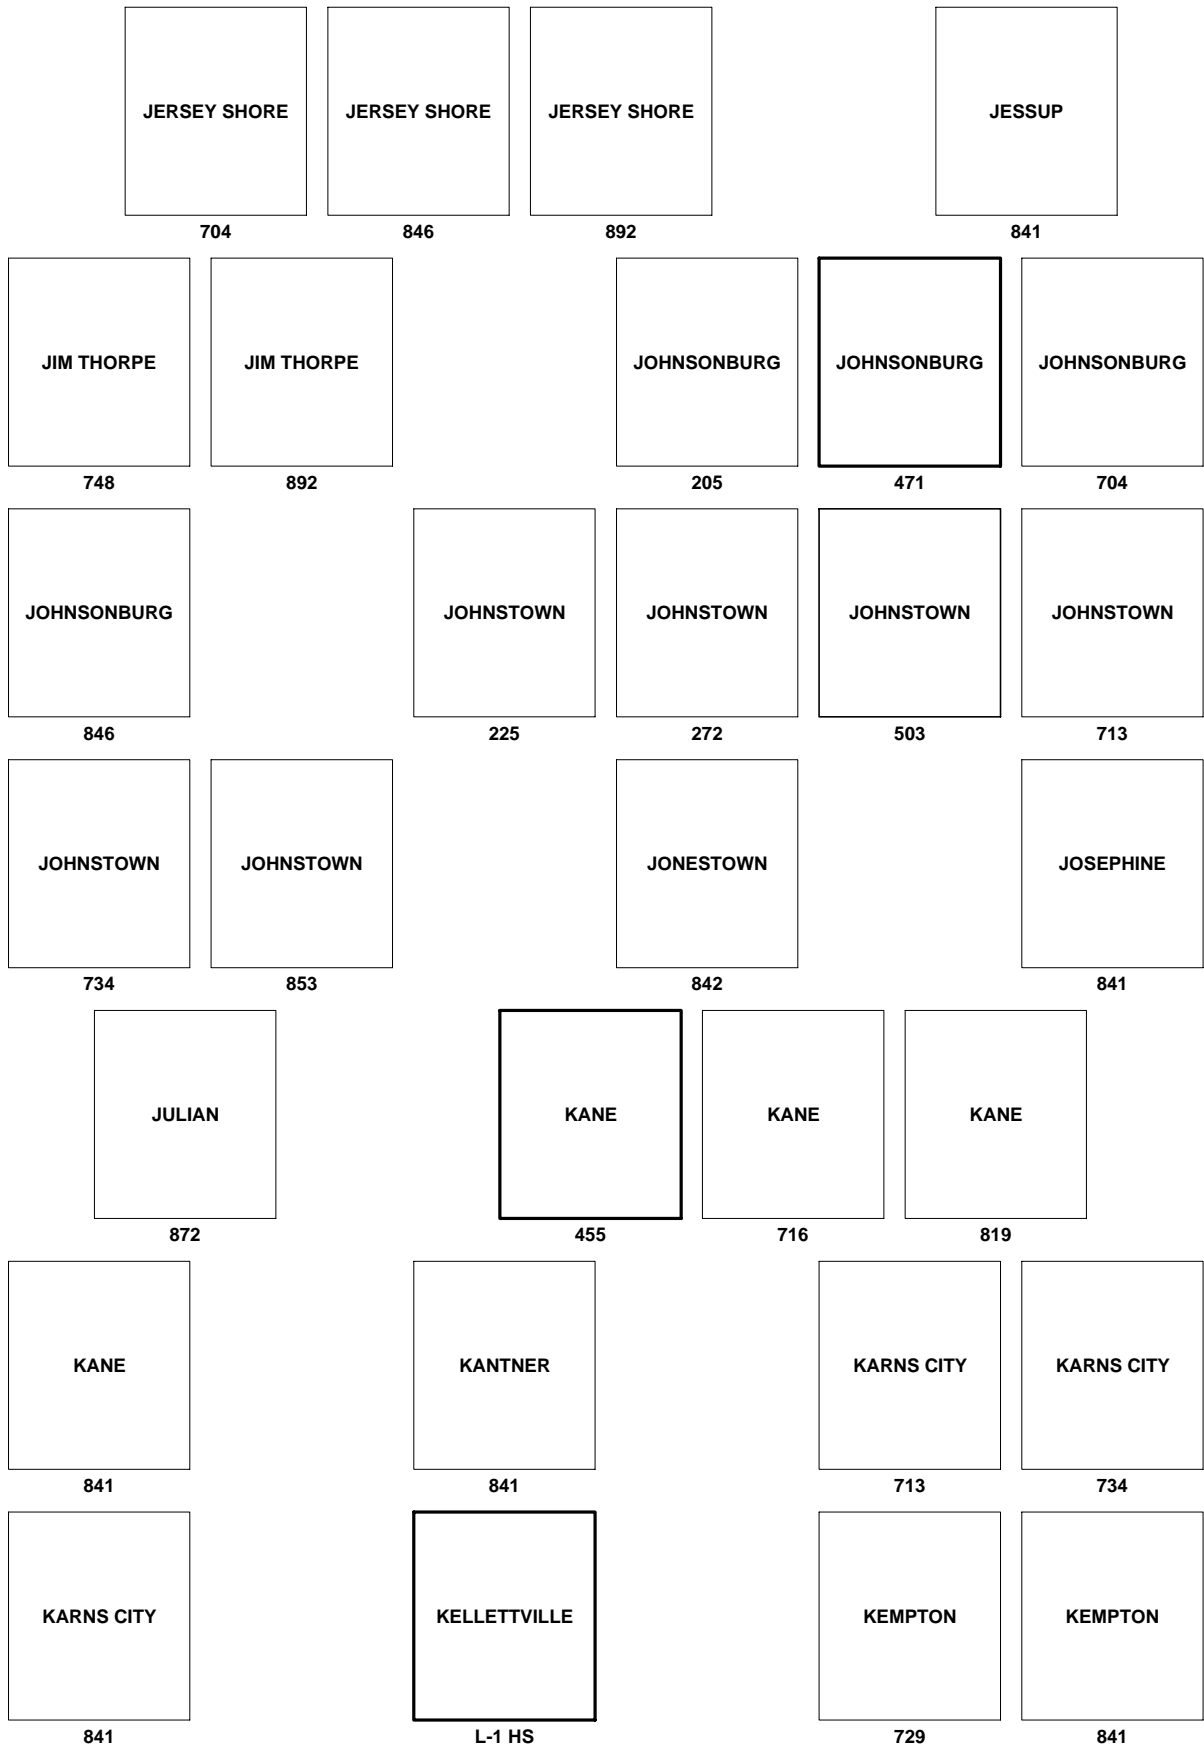 JERSEY SHORE JERSEY SHORE JERSEY SHORE JESSUP
704 846 892 841
JIM THORPE JIM THORPE JOHNSONBURG JOHNSONBURG JOHNSONBURG
748 892 205 471 704
JOHNSONBURG JOHNSTOWN JOHNSTOWN JOHNSTOWN JOHNSTOWN
846 225 272 503 713
JOHNSTOWN JOHNSTOWN JONESTOWN JOSEPHINE
734 853 842 841
JULIAN KANE KANE KANE
872 455 716 819
KANE KANTNER KARNS CITY KARNS CITY
841 841 713 734
KARNS CITY KELLETTVILLE KEMPTON KEMPTON
841 L-1 HS 729 841